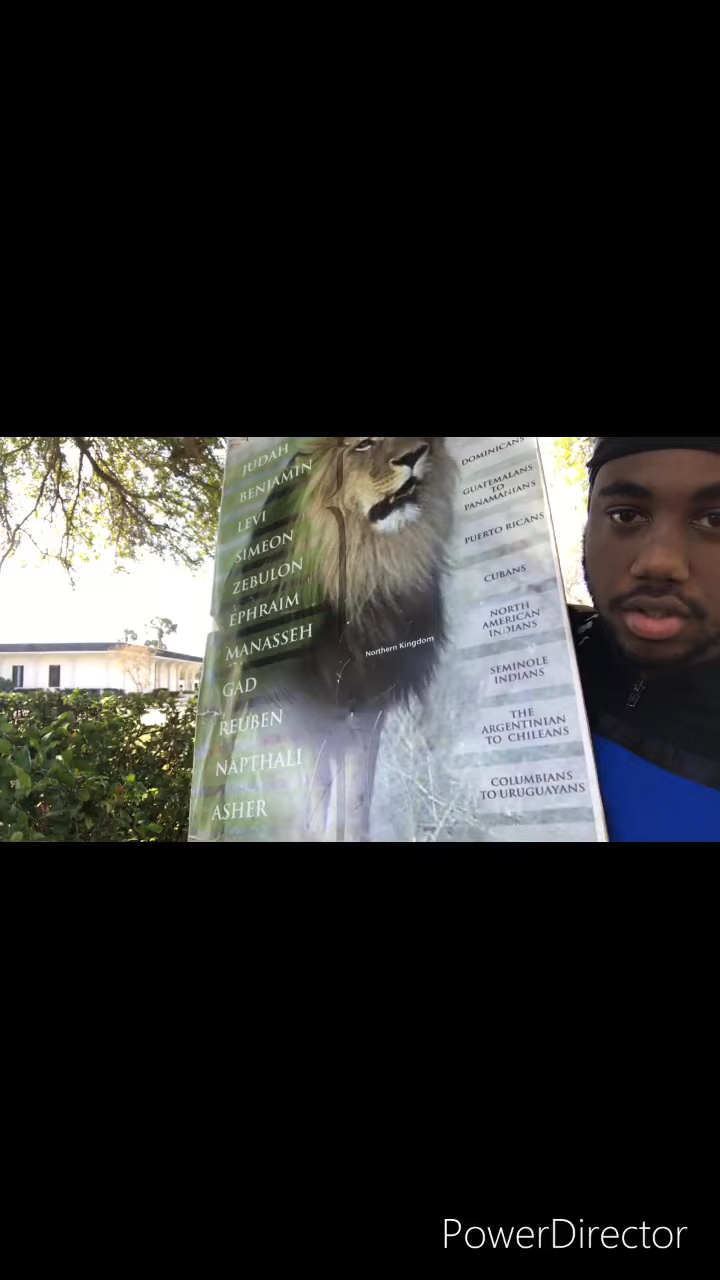 JUDAH
BENJAMIN
LEVI
SIMEON
ZEBULON
EPHRAIM
MANASSEH
GAD
REUBEN
NAPTHALI
ASHER
Northern Kingdom
DOMINICANS
GUATEMALANS
TO
PANAMANIANS
PUERTO RICANS
CUBANS
NORTH
AMERICAN
INDIANS
SEMINOLE
INDIANS
THE
ARGENTINIAN
TO CHILEANS
COLUMBIANS
TO URUGUAYANS
PowerDirector